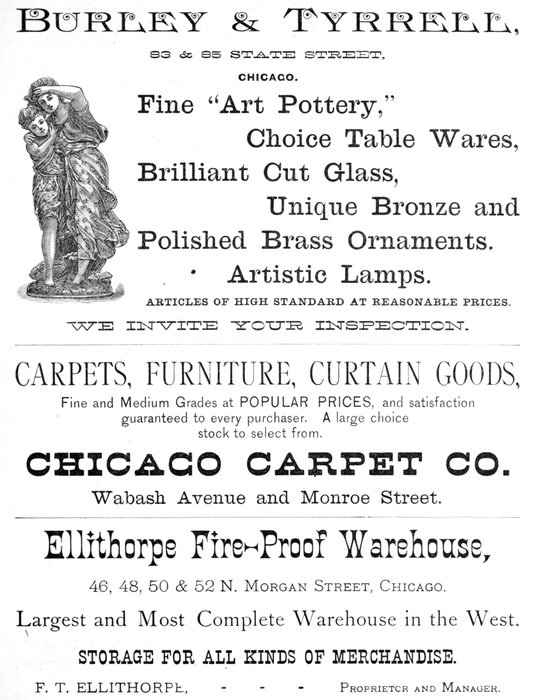 BURLEY & TYRRELL,
83 & 85 STATE STREET,
CHICAGO.
Fine "Art Pottery,"
Choice Table Wares,
Brilliant Cut Glass,
Unique Bronze and
Polished Brass Ornaments.
Artistic Lamps.
ARTICLES OF HIGH STANDARD AT REASONABLE PRICES.
WE INVITE YOUR INSPECTION.
CARPETS, FURNITURE, CURTAIN GOODS,
Fine and Medium Grades at POPULAR PRICES, and satisfaction
guaranteed to every purchaser. A large choice
stock to select from.
CHICAGO CARPET CO.
Wabash Avenue and Monroe Street.
Ellithorpe Fire-Proof Warehouse,
46, 48, 50 & 52 N. MORGAN STREET, CHICAGO.
Largest and Most Complete Warehouse in the West.
STORAGE FOR ALL KINDS OF MERCHANDISE.
F. T. ELLITHORPE, - - - PROPRIETOR AND MANAGER.